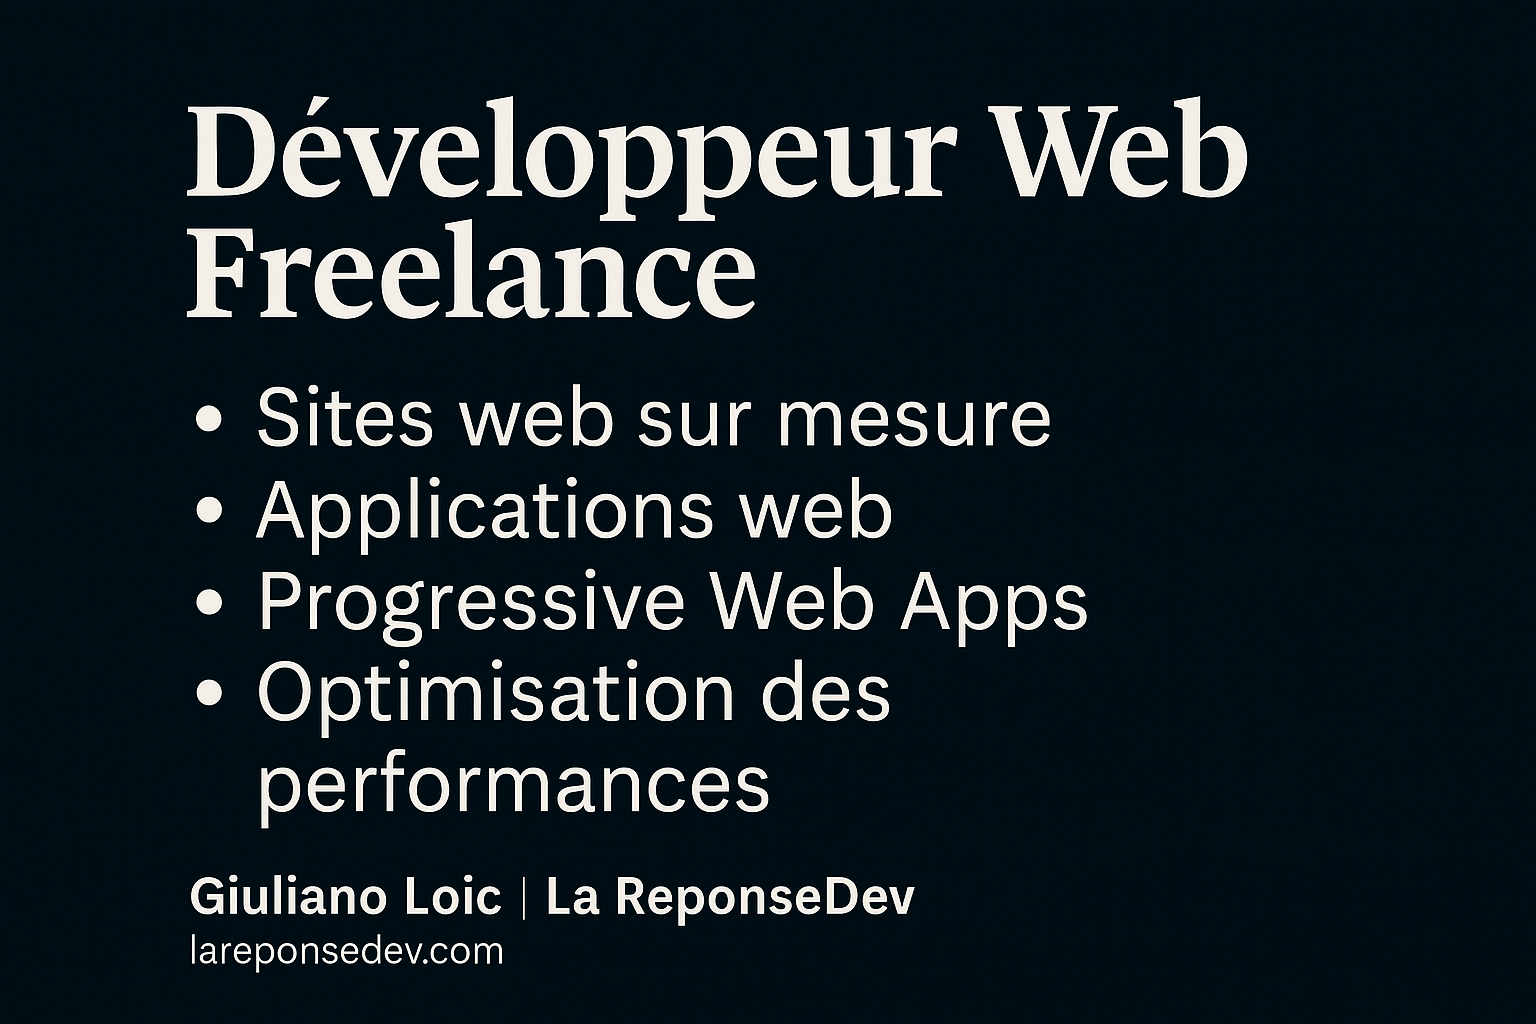 Développeur Web
Freelance
• Sites web sur mesure
• Applications web
• Progressive Web Apps
• Optimisation des
performances
Giuliano Loic | La ReponseDev
lareponsedev.com